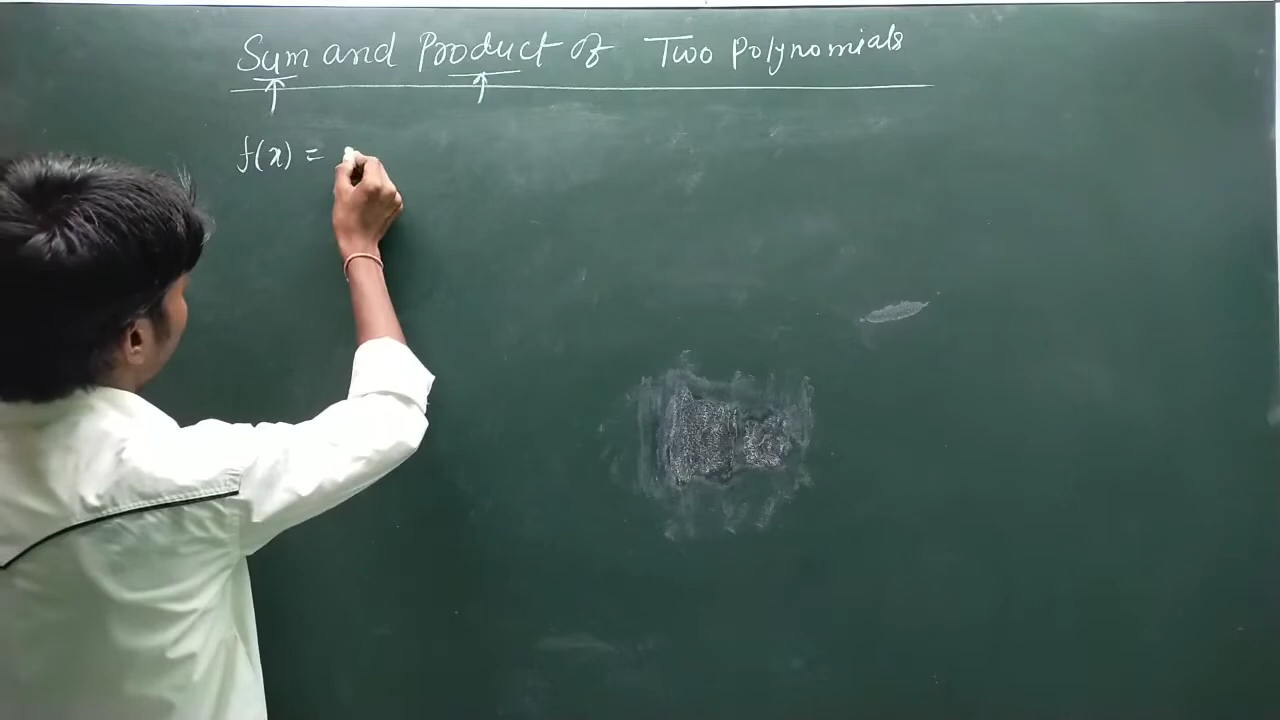 Sum and Product of Two Polynomials
f(x) =